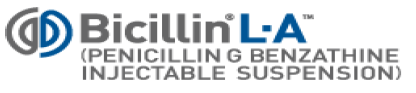 Bicillin® L-A™
(PENICILLIN G BENZATHINE
INJECTABLE SUSPENSION)